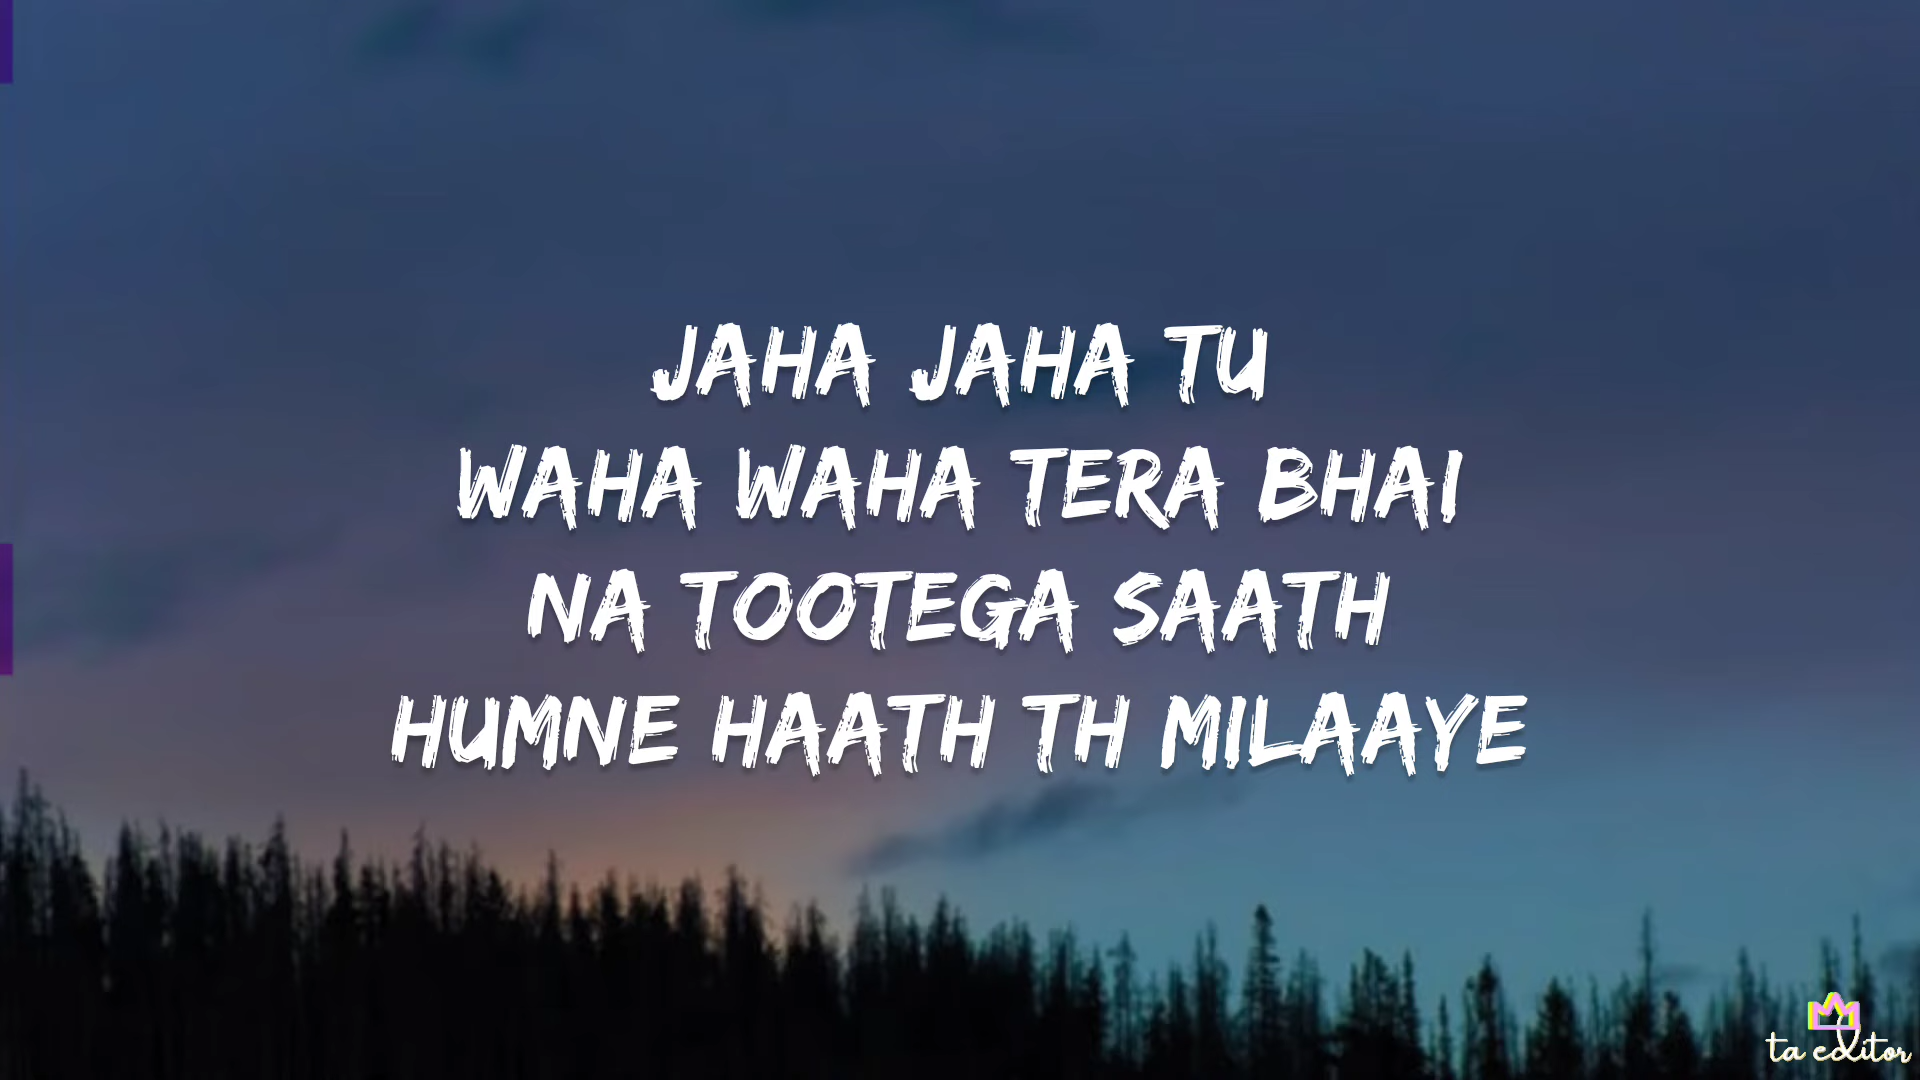 JAHA JAHA TU
WAHA WAHA TERA BHAI
NA TOOTEGA SAATH
HUMNE HAATH TH MILAAYE
ta editor